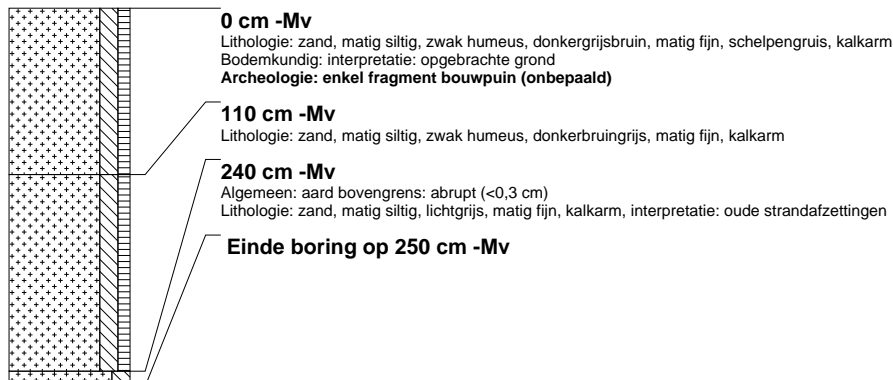 0 cm -Mv
Lithologie: zand, matig siltig, zwak humeus, donkergrijsbruin, matig fijn, schelpengruis, kalkarm
Bodemkundig: interpretatie: opgebrachte grond
Archeologie: enkel fragment bouwpuin (onbepaald)
110 cm -Mv
Lithologie: zand, matig siltig, zwak humeus, donkerbruingrijs, matig fijn, kalkarm
240 cm -Mv
Algemeen: aard bovengrens: abrupt (<0,3 cm)
Lithologie: zand, matig siltig, lichtgrijs, matig fijn, kalkarm, interpretatie: oude strandafzettingen
Einde boring op 250 cm -Mv